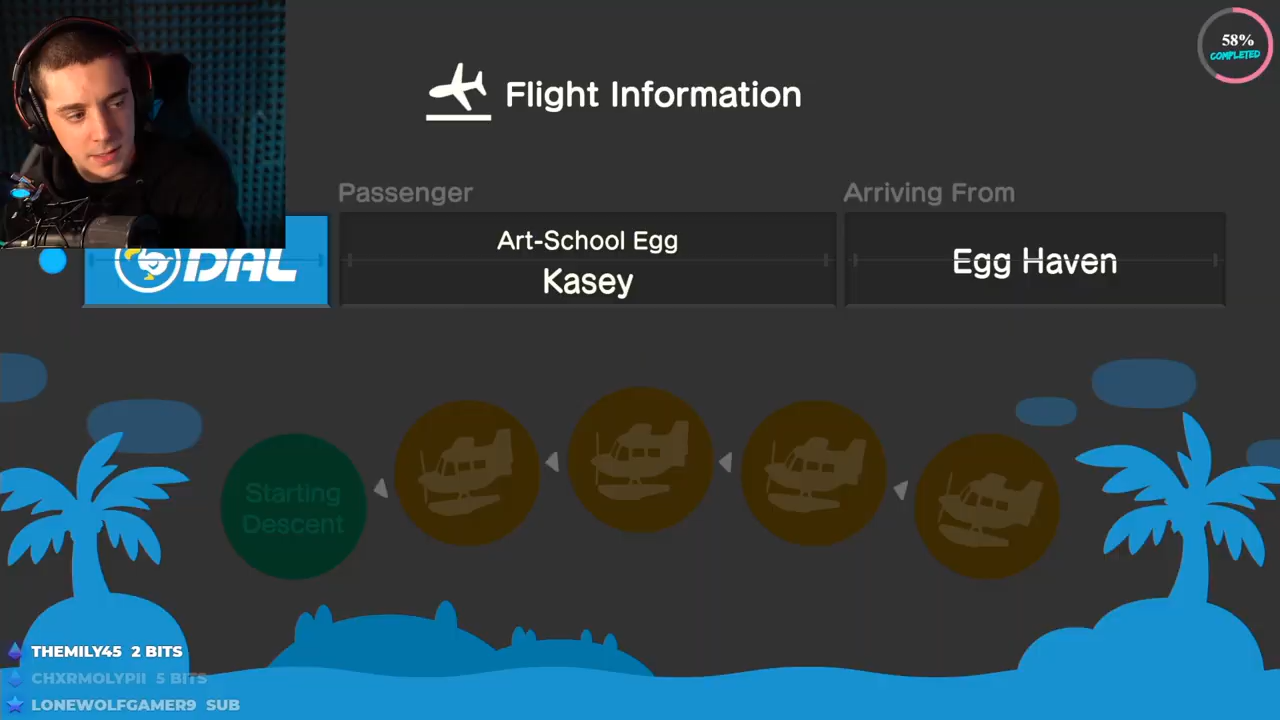 58%
COMPLETED
Flight Information
Passenger
Arriving From
DAL
Art-School Egg
Kasey
Egg Haven
Starting
Descent
THEMILY45 2 BITS
CHXRMOLYPII 5 BITS
LONEWOLFGAMER9 SUB